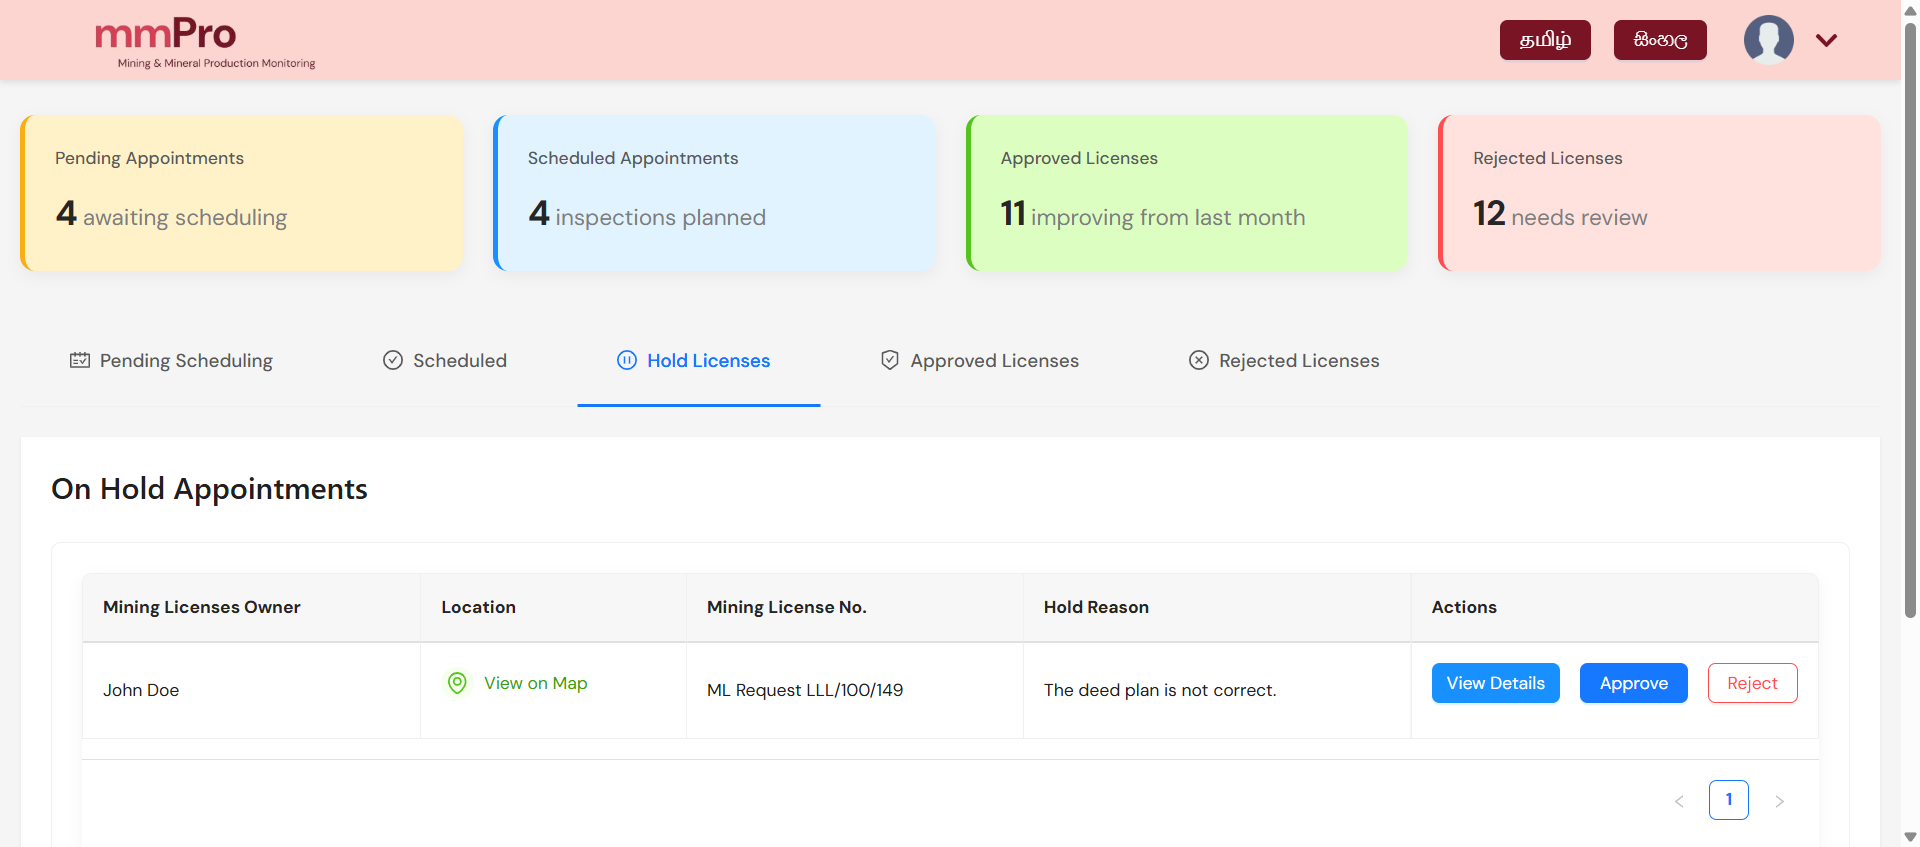 mmPro
Mining & Mineral Production Monitoring
தமிழ்
සිංහල
Pending Appointments
4 awaiting scheduling
Scheduled Appointments
4 inspections planned
Approved Licenses
11 improving from last month
Rejected Licenses
12 needs review
Pending Scheduling
Scheduled
Hold Licenses
Approved Licenses
Rejected Licenses
On Hold Appointments
Mining Licenses Owner
Location
Mining License No.
Hold Reason
Actions
John Doe
View on Map
ML Request LLL/100/149
The deed plan is not correct.
View Details
Approve
Reject
1